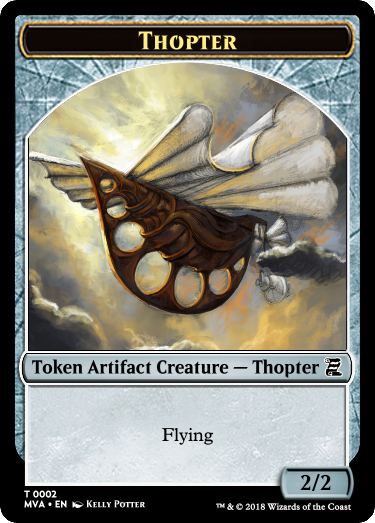 Thopter
Token Artifact Creature — Thopter
Flying
2/2
T 0002
MVA • EN Kelly Potter
™ & © 2018 Wizards of the Coast